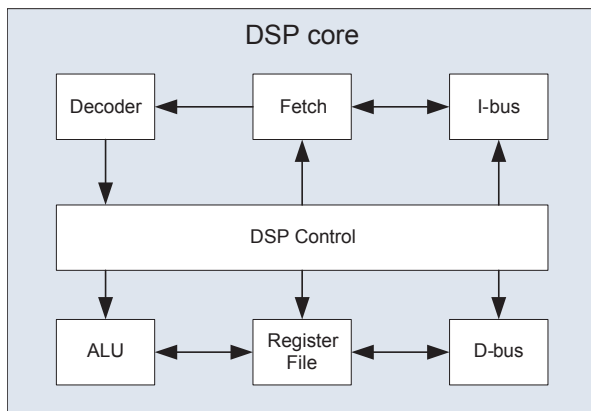 DSP core
Decoder
Fetch
I-bus
DSP Control
ALU
Register
File
D-bus